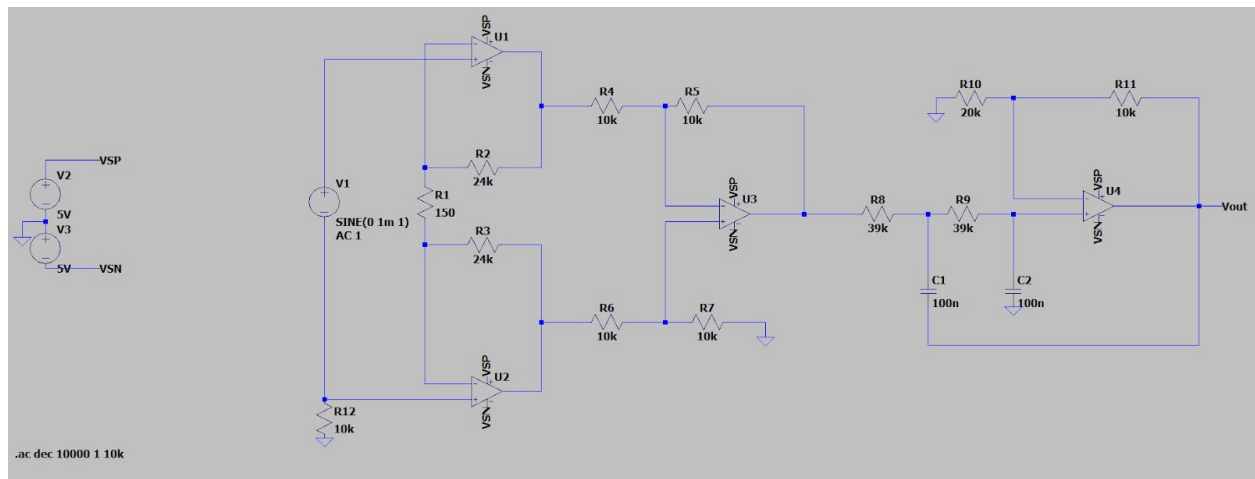 VSP
V2
5V
V3
5V
VSN
V1
SINE(0 1m 1)
AC 1
R12
10k
VSP
U1
VSN
R2
24k
R1
150
R3
24k
VSP
U2
VSN
R4
10k
R5
10k
R6
10k
R7
10k
VSP
U3
VSN
R8
39k
R9
39k
C1
100n
C2
100n
R10
20k
R11
10k
VSP
U4
VSN
Vout
.ac dec 10000 1 10k